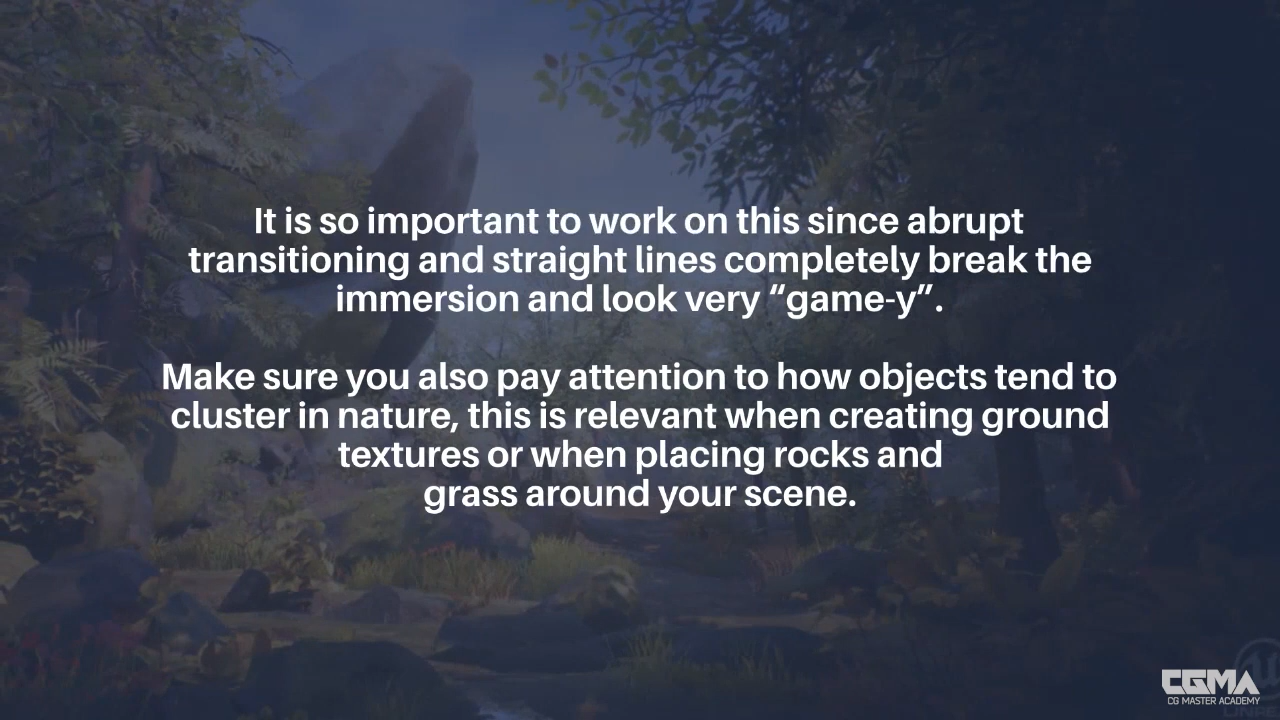 It is so important to work on this since abrupt
transitioning and straight lines completely break the
immersion and look very “game-y”.
Make sure you also pay attention to how objects tend to
cluster in nature, this is relevant when creating ground
textures or when placing rocks and
grass around your scene.
CGMA
CG MASTER ACADEMY